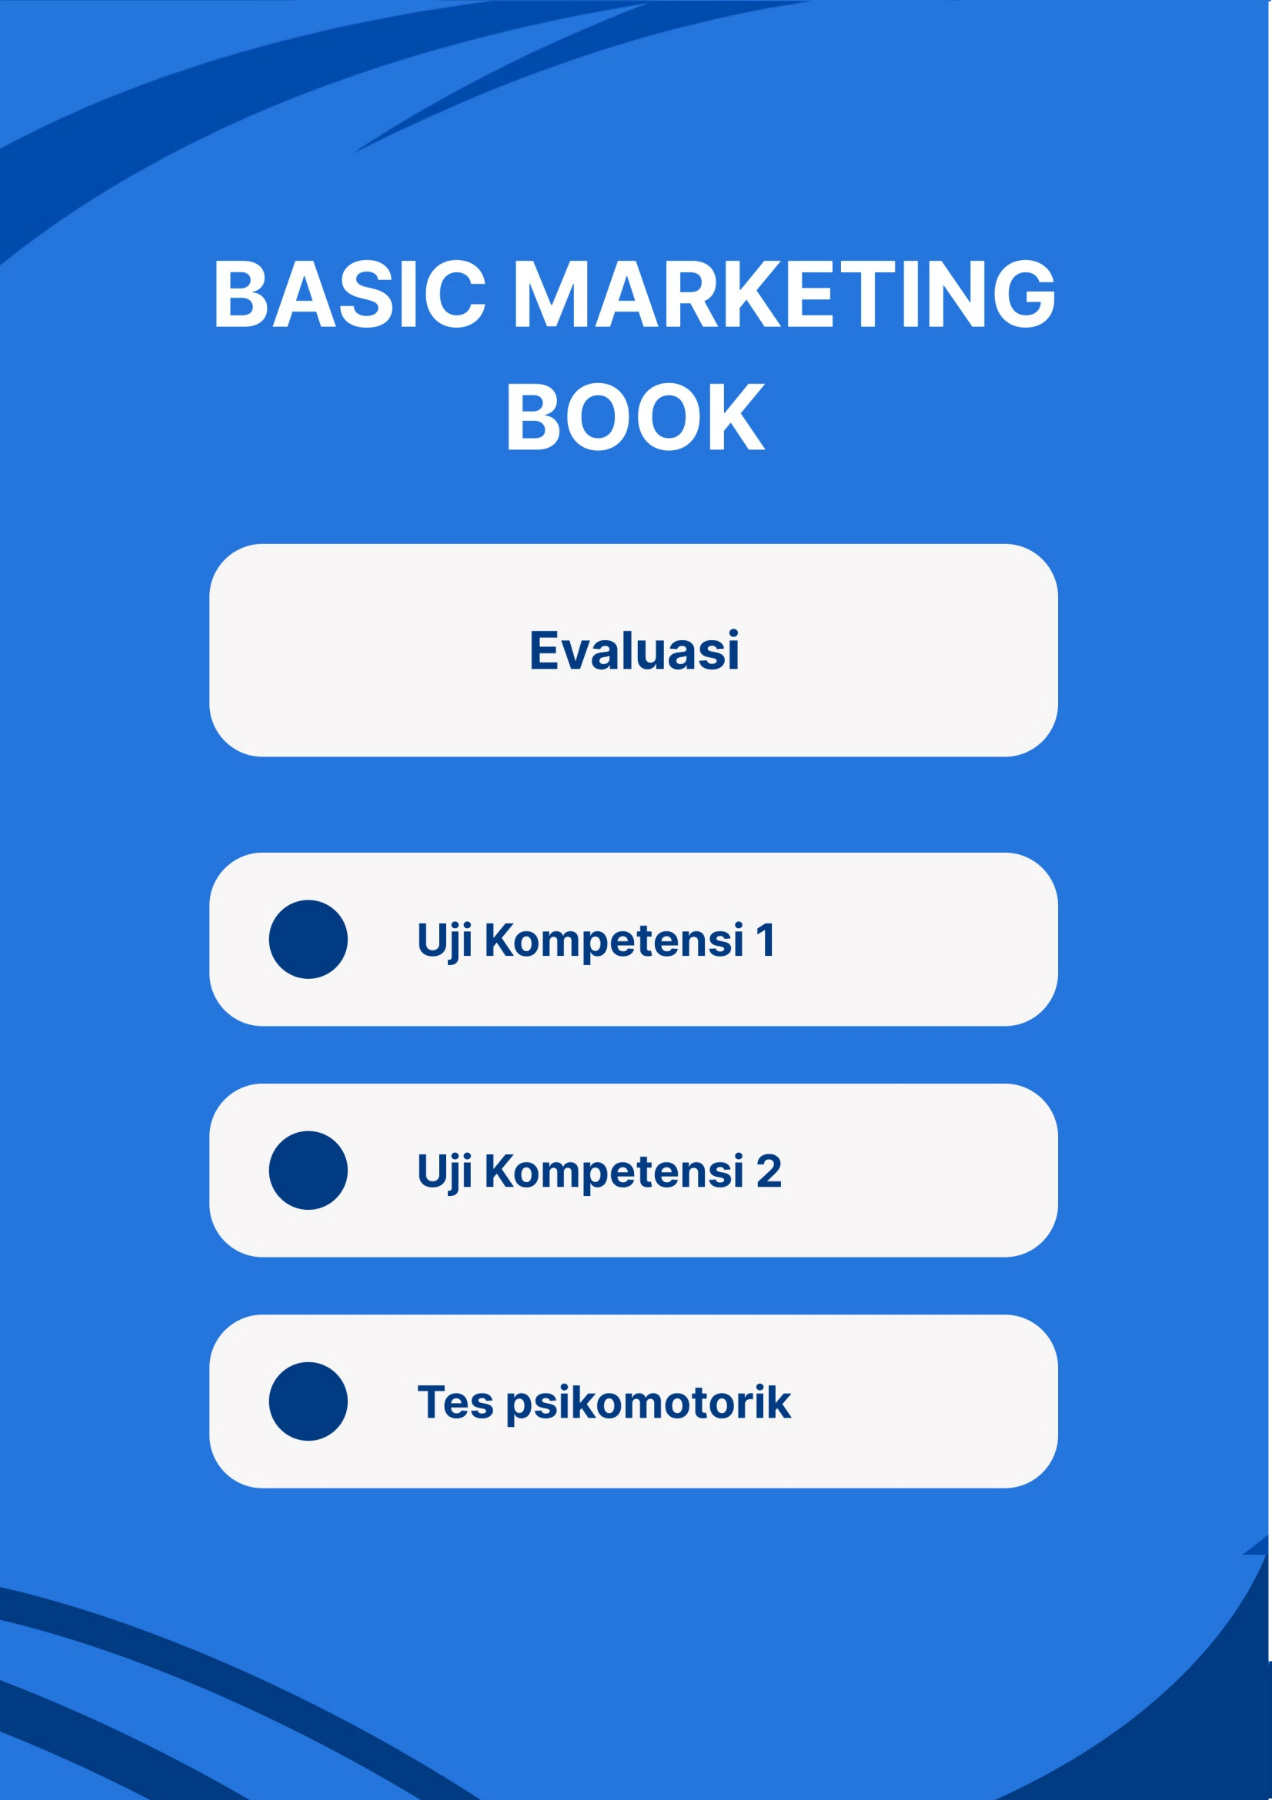 BASIC MARKETING
BOOK
Evaluasi
Uji Kompetensi 1
Uji Kompetensi 2
Tes psikomotorik